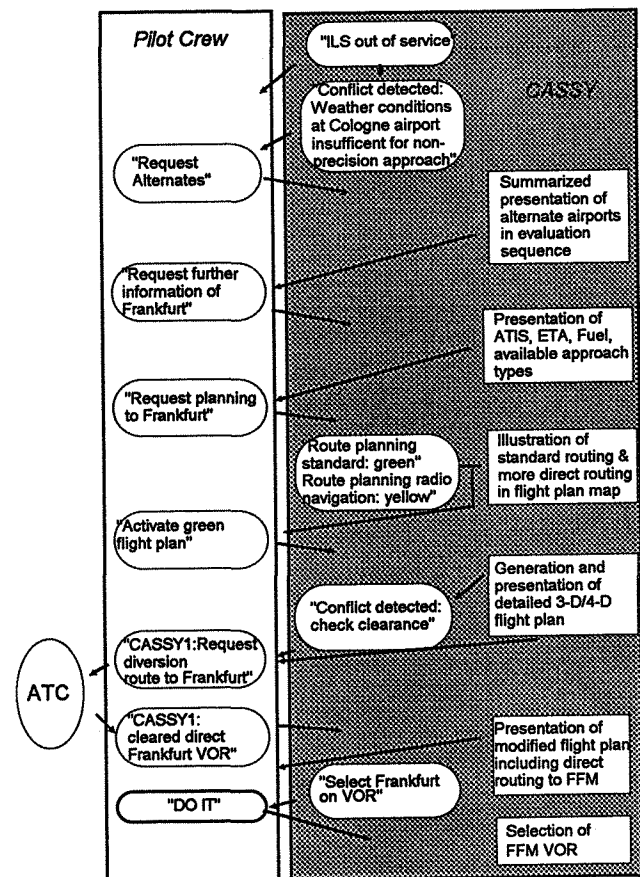 Pilot Crew
"ILS out of service
CASSY
"Conflict detected:
Weather conditions
at Cologne airport
insufficent for non-
precision approach"
"Request
Alternates"
Summarized
presentation of
alternate airports
in evaluation
sequence
"Request further
information of
Frankfurt"
Presentation of
ATIS, ETA, Fuel,
available approach
types
"Request planning
to Frankfurt"
"Route planning
standard: green"
Route planning radio
navigation: yellow"
Illustration of
standard routing &
more direct routing
in flight plan map
"Activate green
flight plan"
Generation and
presentation of
detailed 3-D/4-D
flight plan
"Conflict detected:
check clearance"
"CASSY1:Request
diversion
route to Frankfurt"
ATC
"CASSY1:
cleared direct
Frankfurt VOR"
Presentation of
modified flight plan
including direct
routing to FFM
"Select Frankfurt
on VOR"
"DO IT"
Selection of
FFM VOR